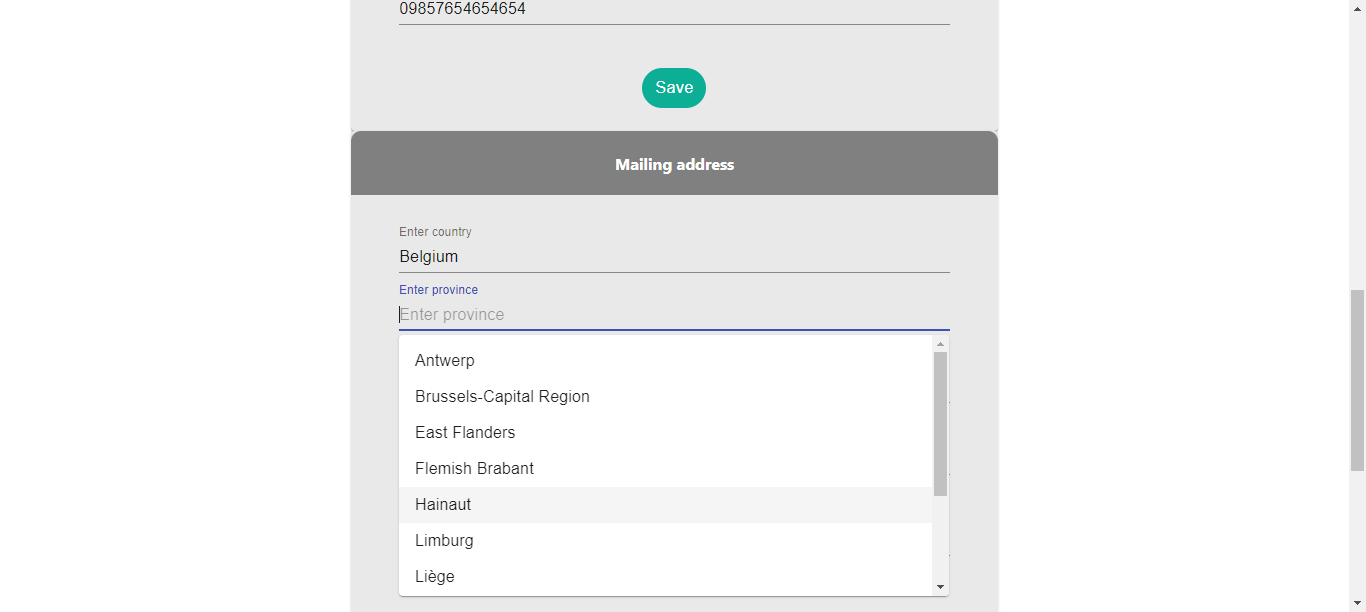 09857654654654
Save
Mailing address
Enter country
Belgium
Enter province
Enter province
Antwerp
Brussels-Capital Region
East Flanders
Flemish Brabant
Hainaut
Limburg
Liège